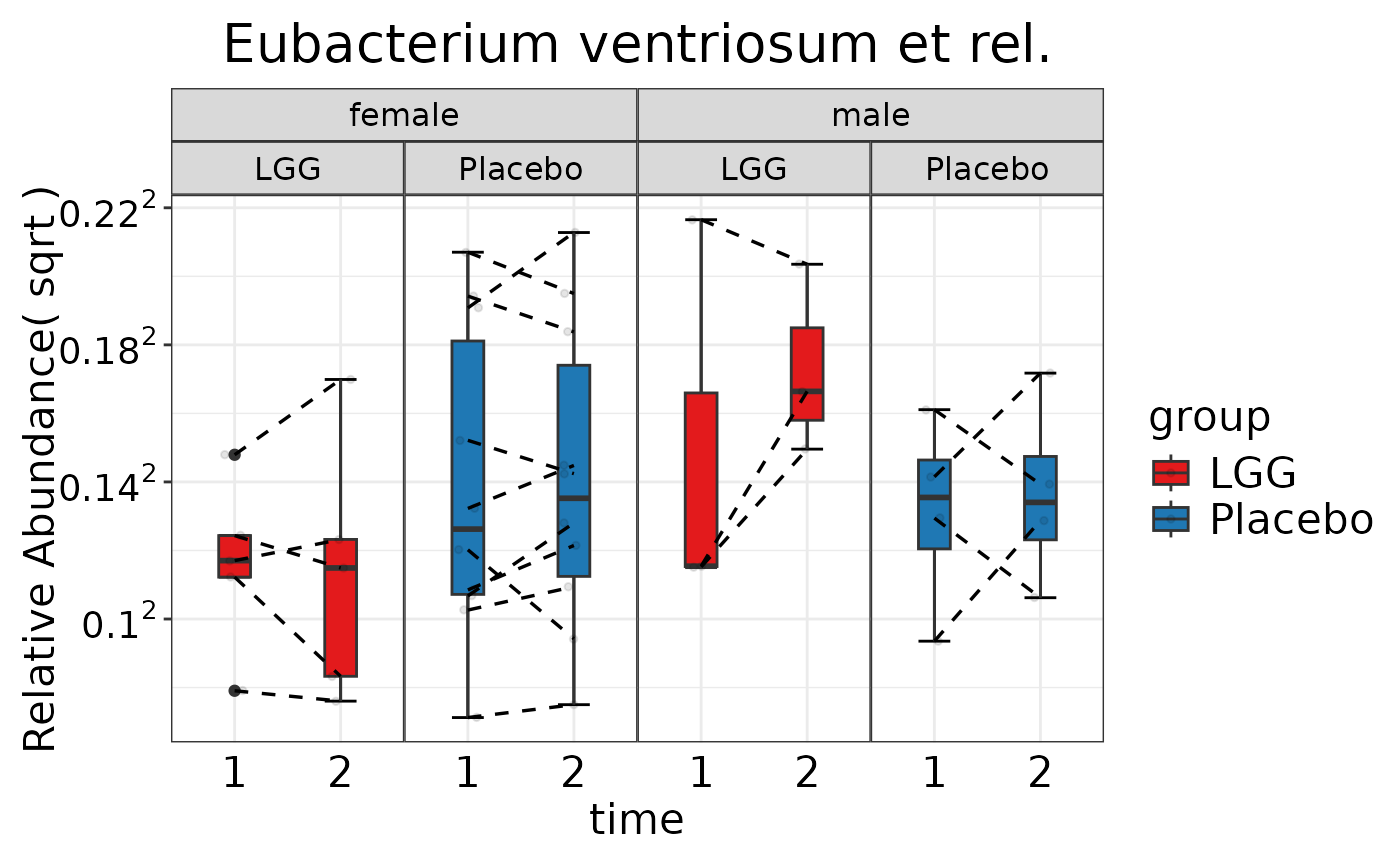 Eubacterium ventriosum et rel.
female
male
LGG
Placebo
LGG
Placebo
Relative Abundance( sqrt )
0.22²
0.18²
0.14²
0.1²
1
2
1
2
1
2
1
2
time
group
LGG
Placebo